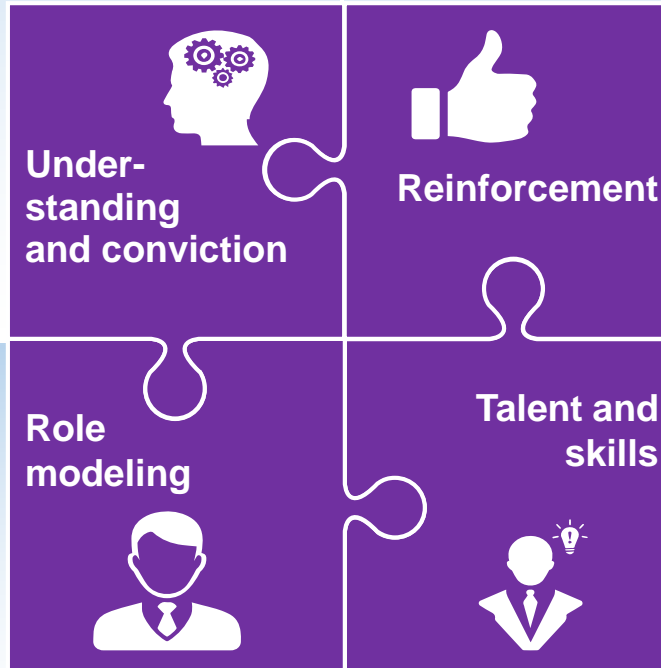 Under-
standing
and conviction
Reinforcement
Role
modeling
Talent and
skills
!